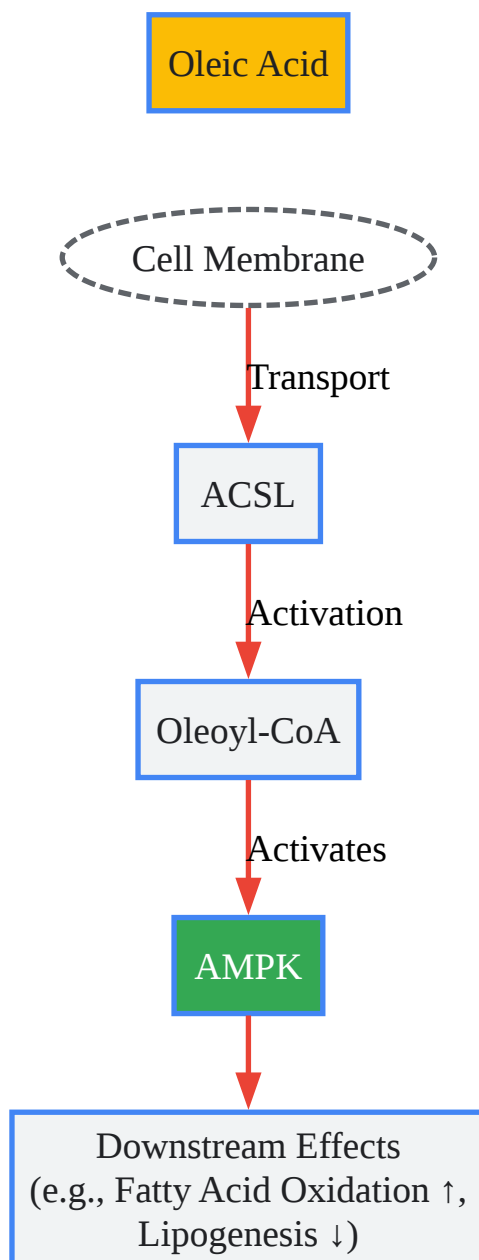 Oleic Acid
Cell Membrane
Transport
ACSL
Activation
Oleoyl-CoA
Activates
AMPK
Downstream Effects
(e.g., Fatty Acid Oxidation ↑,
Lipogenesis ↓)